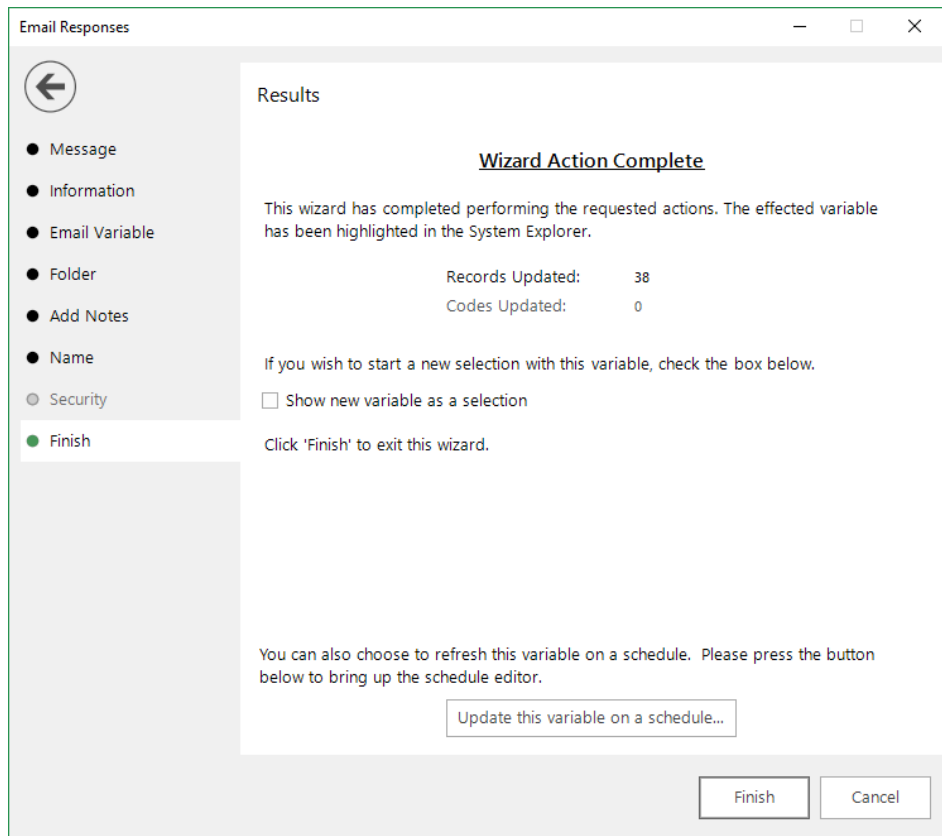 Email Responses
Results
Message
Information
Email Variable
Folder
Add Notes
Name
Security
Finish
Wizard Action Complete
This wizard has completed performing the requested actions. The effected variable
has been highlighted in the System Explorer.
Records Updated: 38
Codes Updated: 0
If you wish to start a new selection with this variable, check the box below.
Show new variable as a selection
Click 'Finish' to exit this wizard.
You can also choose to refresh this variable on a schedule. Please press the button
below to bring up the schedule editor.
Update this variable on a schedule...
Finish
Cancel